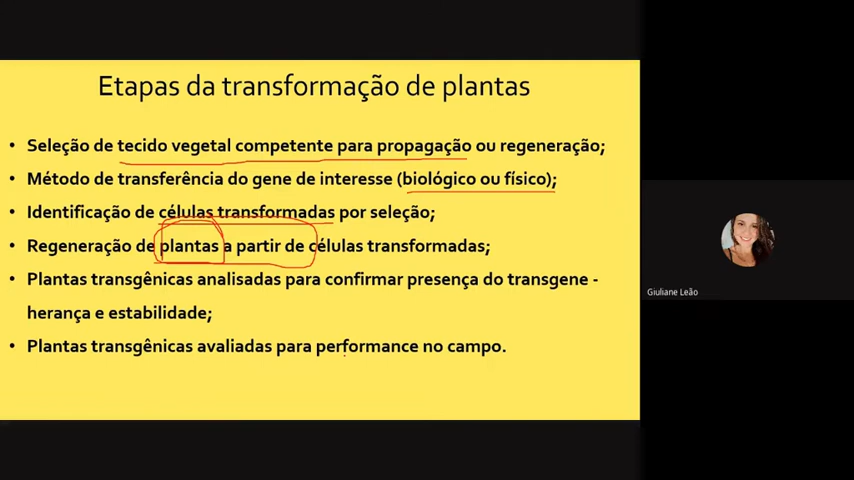 Etapas da transformação de plantas
• Seleção de tecido vegetal competente para propagação ou regeneração;
• Método de transferência do gene de interesse (biológico ou físico);
• Identificação de células transformadas por seleção;
• Regeneração de plantas a partir de células transformadas;
• Plantas transgênicas analisadas para confirmar presença do transgene -
herança e estabilidade;
• Plantas transgênicas avaliadas para performance no campo.
Giuliane Leão